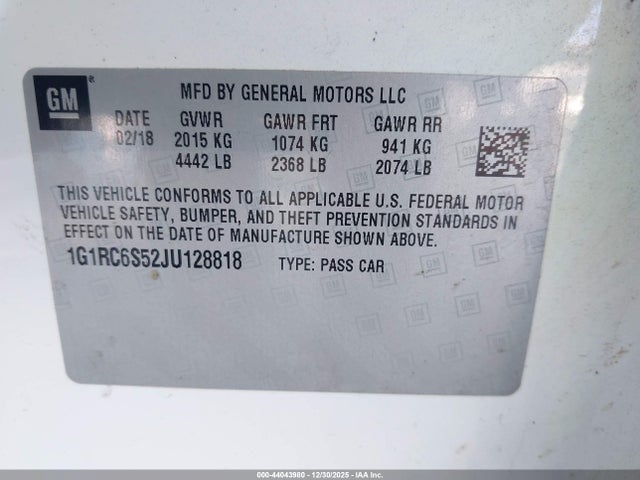 GM ®
MFD BY GENERAL MOTORS LLC
DATE GVWR GAWR FRT GAWR RR
02/18 2015 KG 1074 KG 941 KG
4442 LB 2368 LB 2074 LB
THIS VEHICLE CONFORMS TO ALL APPLICABLE U.S. FEDERAL MOTOR
VEHICLE SAFETY, BUMPER, AND THEFT PREVENTION STANDARDS IN
EFFECT ON THE DATE OF MANUFACTURE SHOWN ABOVE.
1G1RC6S52JU128818 TYPE: PASS CAR
000-44043980 - 12/30/2025 - COPYRIGHT © IAA, LLC.